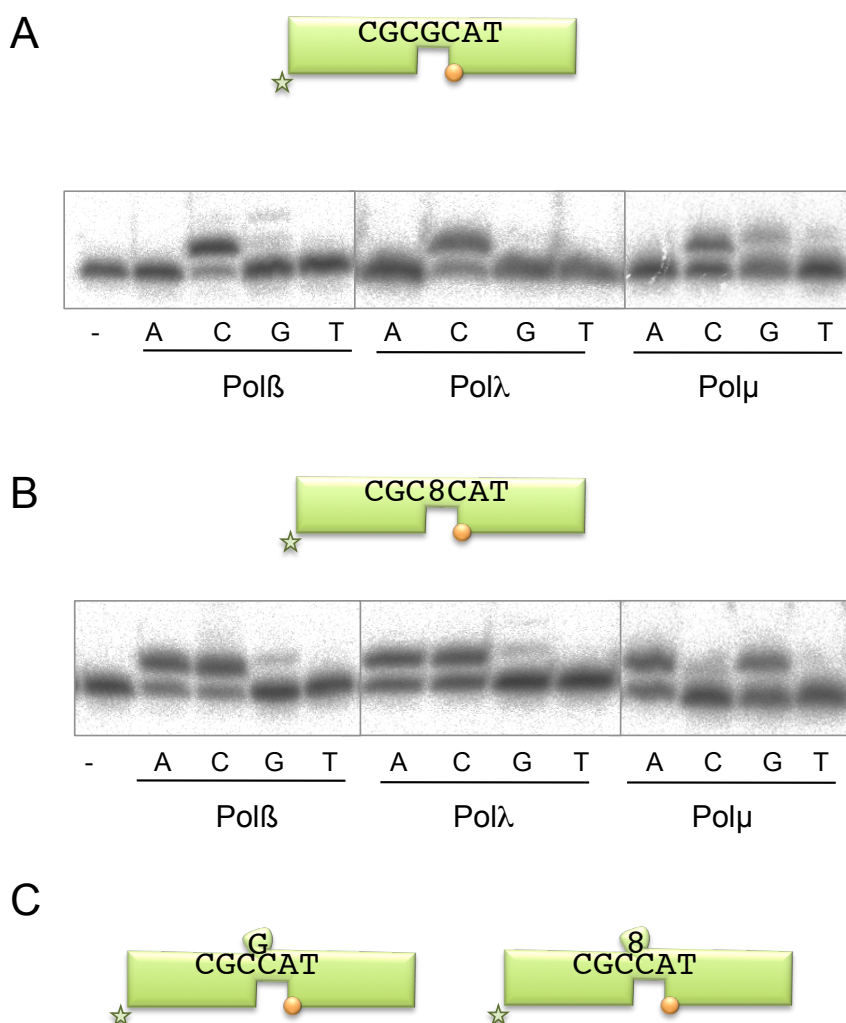 A
CGCGCAT
- A C G T A C G T A C G T
Polß Polλ Polµ
B
CGC8CAT
- A C G T A C G T A C G T
Polß Polλ Polµ
C
G 8
CGCCAT CGCCAT